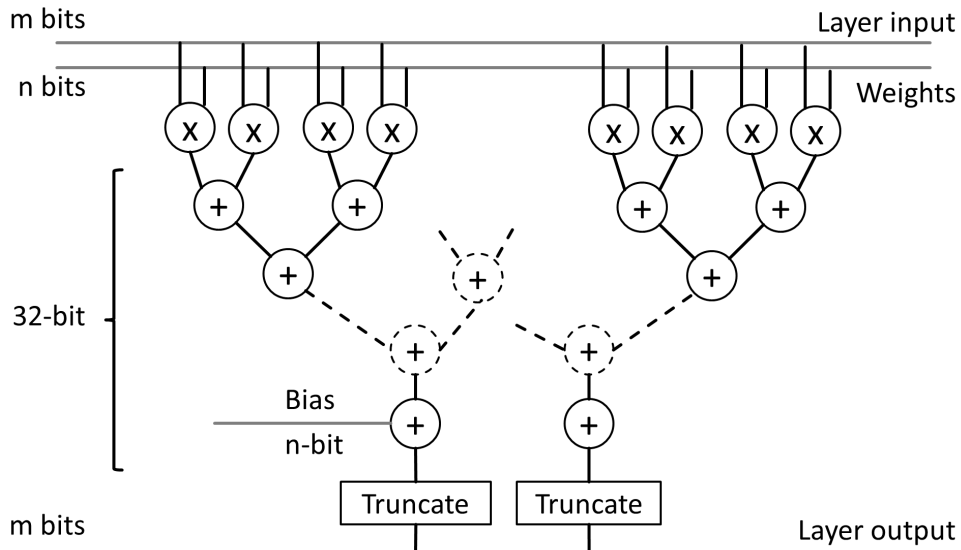 m bits
Layer input
n bits
Weights
x x x x x x x x
+ + + +
+ + +
32-bit
+ +
Bias
+ +
n-bit
Truncate Truncate
m bits
Layer output